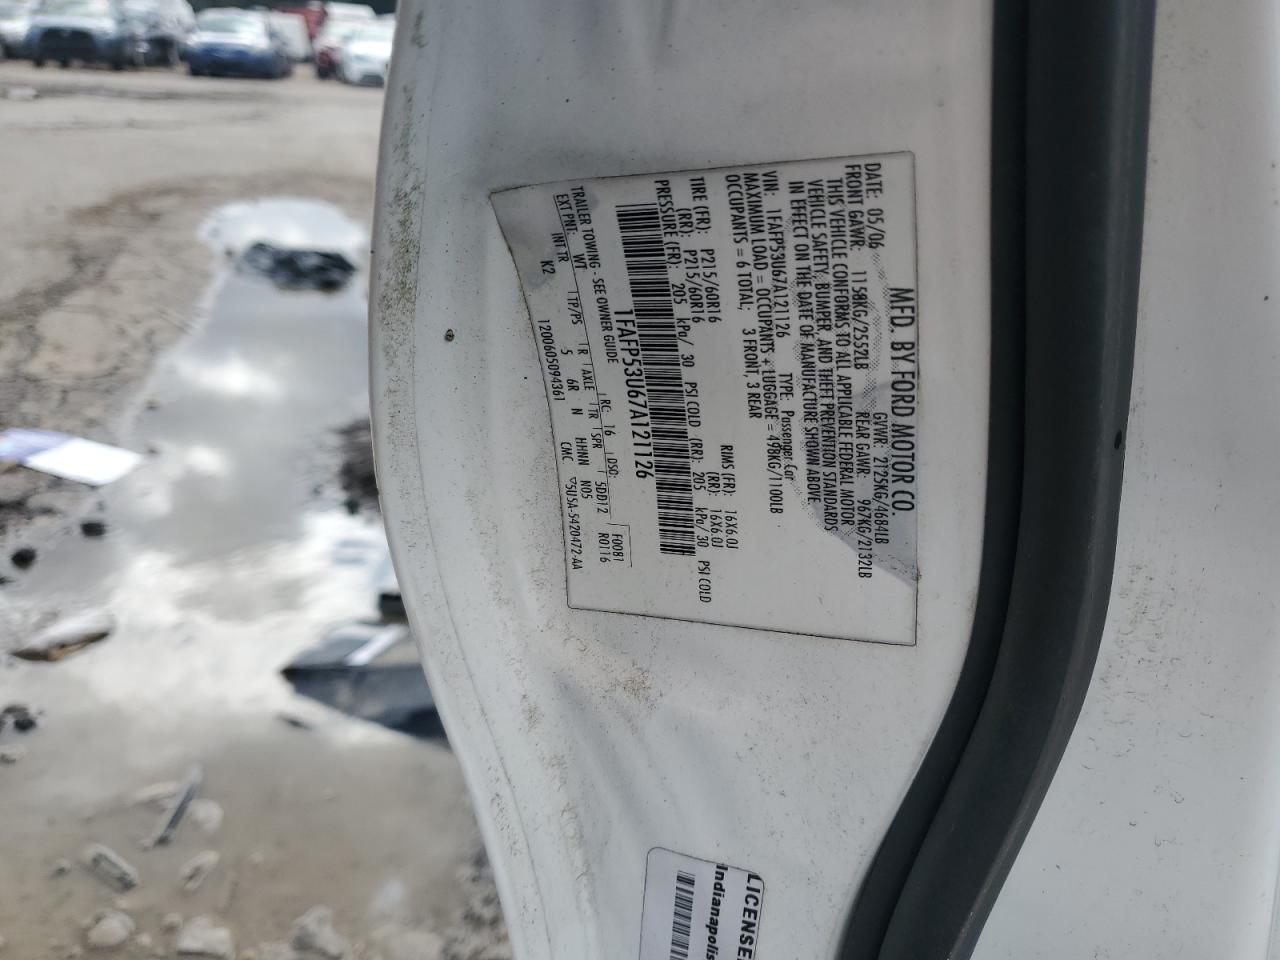 MFD. BY FORD MOTOR CO.
DATE: 05/06 GVWR: 2125KG/4684LB
FRONT GAWR: 1158KG/2552LB REAR GAWR: 967KG/2132LB
THIS VEHICLE CONFORMS TO ALL APPLICABLE FEDERAL MOTOR
VEHICLE SAFETY, BUMPER, AND THEFT PREVENTION STANDARDS
IN EFFECT ON THE DATE OF MANUFACTURE SHOWN ABOVE.
VIN: 1FAFP53U67A121126 TYPE: Passenger Car
MAXIMUM LOAD = OCCUPANTS + LUGGAGE = 498KG/1100LB
OCCUPANTS = 6 TOTAL; 3 FRONT, 3 REAR
TIRE (FR): P215/60R16 RIMS (FR): 16X6.0J
(RR): P215/60R16 (RR): 16X6.0J
PRESSURE (FR): 205 kPa/ 30 PSI COLD (RR): 205 kPa/ 30 PSI COLD
1FAFP53U67A121126
TRAILER TOWING - SEE OWNER GUIDE RC: 16 DSO: F0081
EXT PNT: WT R0116
INT TR TP/PS R AXLE TR SPR 5DD12
K2 5 6R N HHNN N05
1200605094361 CMC 5U5A-5420472-AA
LICENSE
Indianapolis